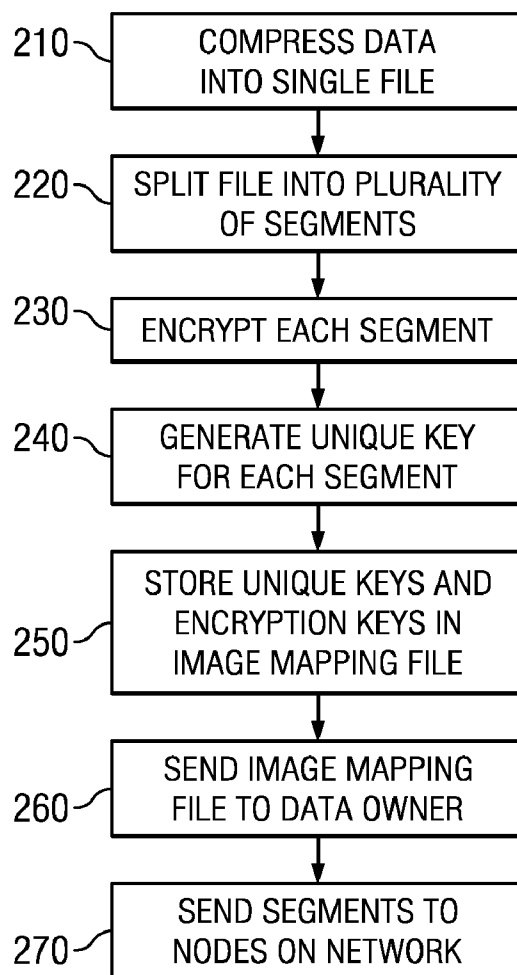 210
COMPRESS DATA
INTO SINGLE FILE
220
SPLIT FILE INTO PLURALITY
OF SEGMENTS
230
ENCRYPT EACH SEGMENT
240
GENERATE UNIQUE KEY
FOR EACH SEGMENT
250
STORE UNIQUE KEYS AND
ENCRYPTION KEYS IN
IMAGE MAPPING FILE
260
SEND IMAGE MAPPING
FILE TO DATA OWNER
270
SEND SEGMENTS TO
NODES ON NETWORK